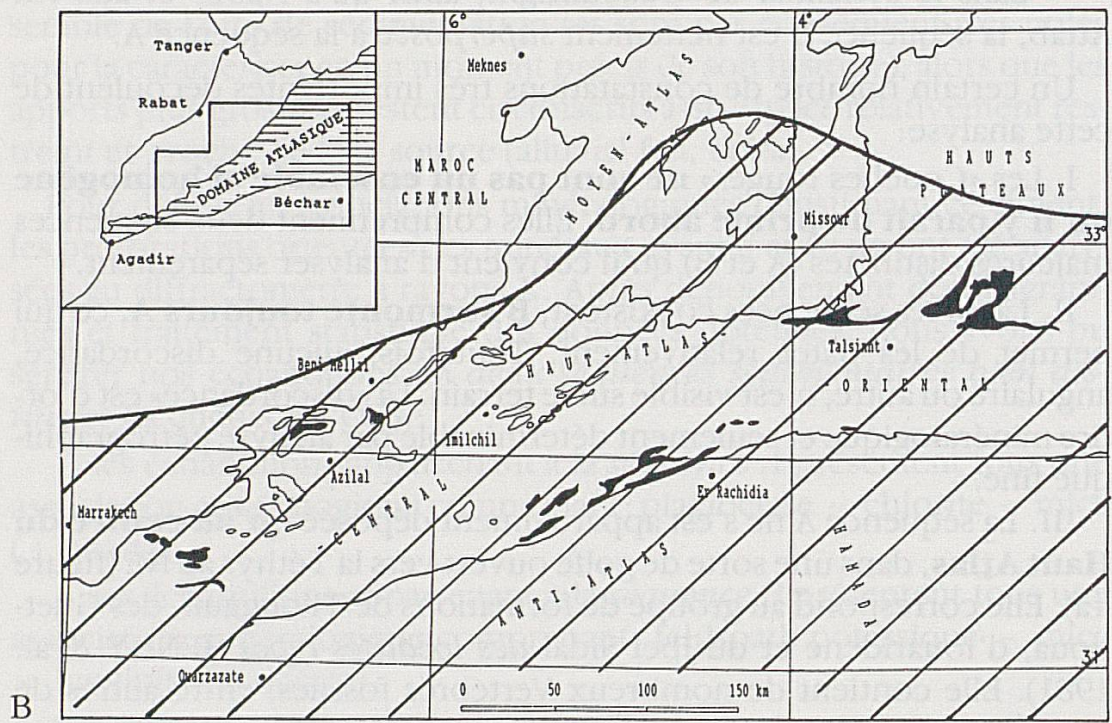 6°
4°
Tanger
Rabat
DOMAINE ATLASIQUE
Béchar
Agadir
Meknes
MAROC
CENTRAL
MOYEN ATLAS
HAUTS
PLATEAUX
Missour
33°
Talsinnt
HAUT ATLAS
ORIENTAL
Beni Mellal
Imilchil
Azilal
Er Rachidia
Marrakech
CENTRAL
ANTI ATLAS
HAMADA
31°
Ouarzazate
0 50 100 150 km
B